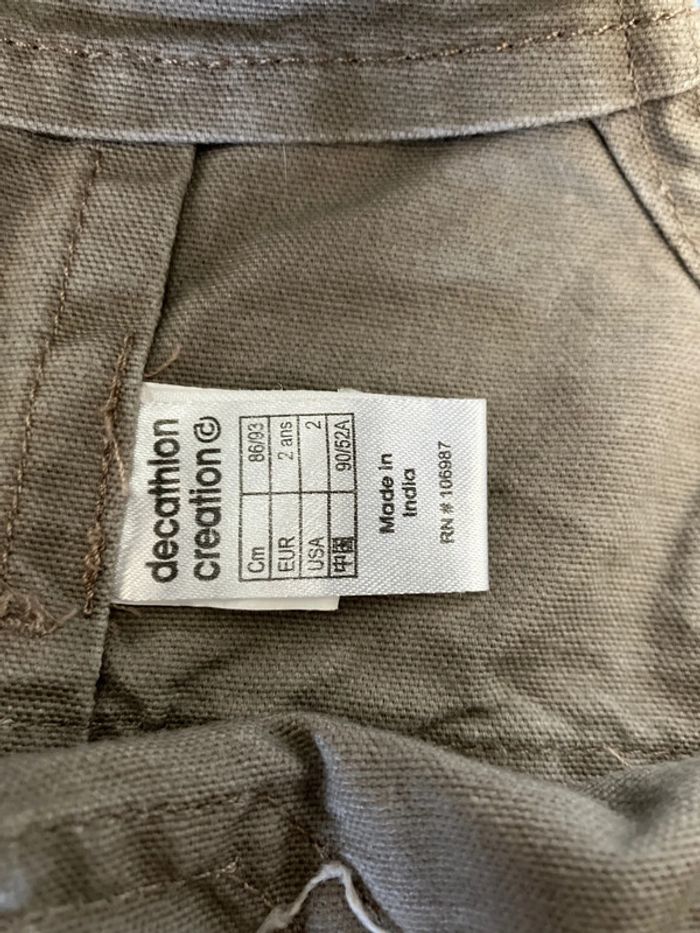 decathlon
creation ©
Cm 86/93
EUR 2 ans
USA 2
中国 90/52A
Made in
India
RN # 106987